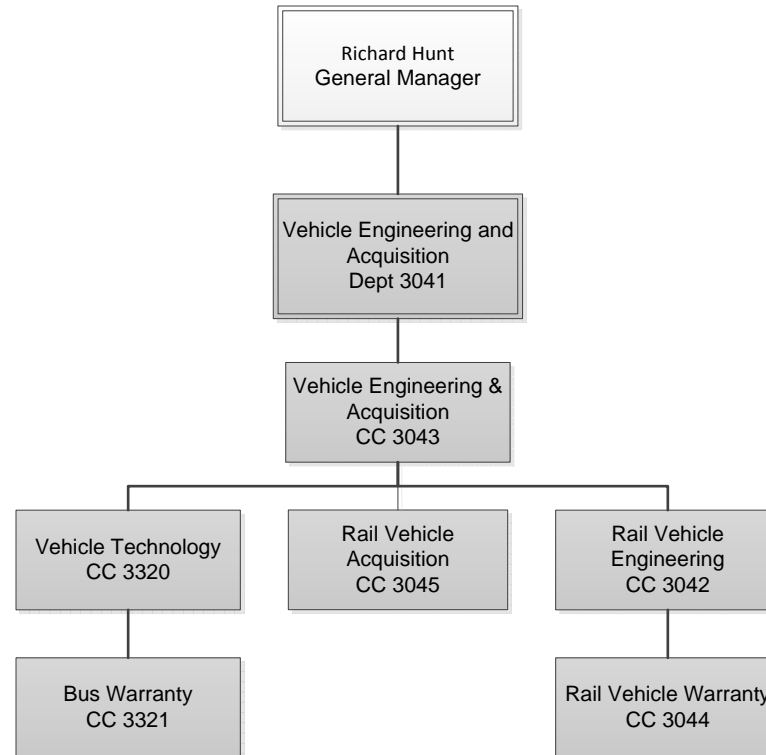 Richard Hunt
General Manager
Vehicle Engineering and
Acquisition
Dept 3041
Vehicle Engineering &
Acquisition
CC 3043
Vehicle Technology
CC 3320
Rail Vehicle
Acquisition
CC 3045
Rail Vehicle
Engineering
CC 3042
Bus Warranty
CC 3321
Rail Vehicle Warranty
CC 3044